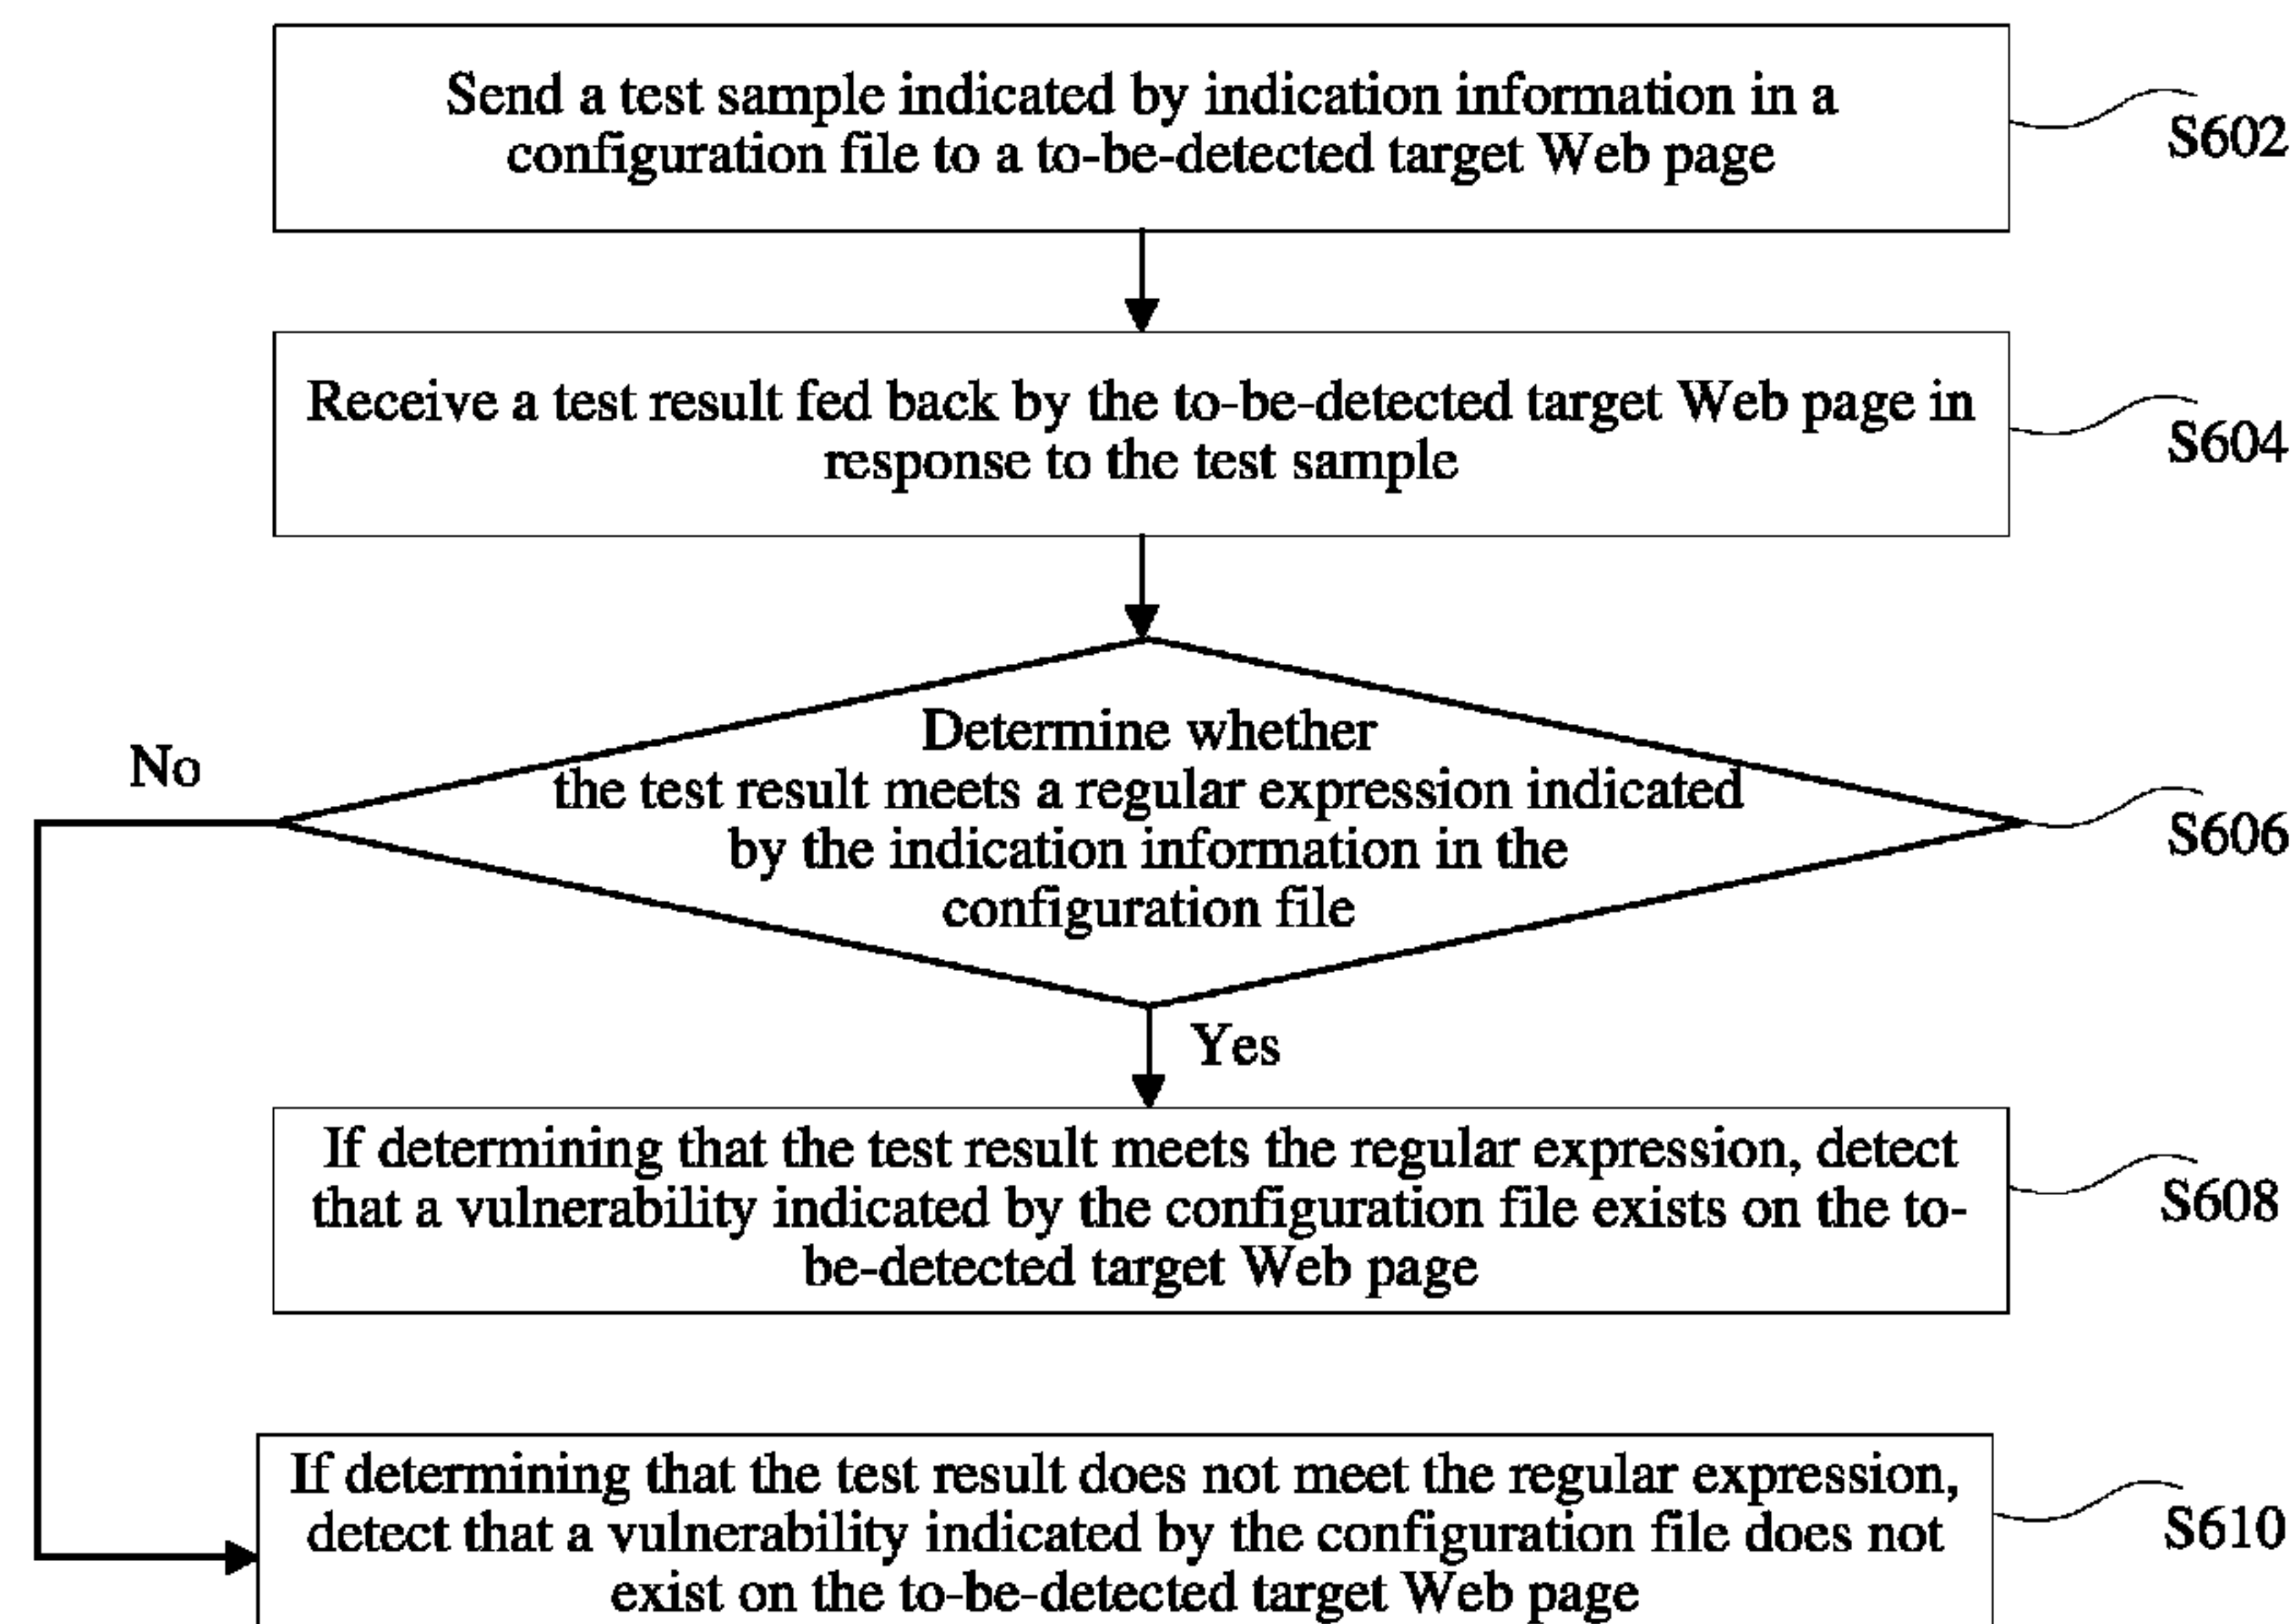 Send a test sample indicated by indication information in a
configuration file to a to-be-detected target Web page
S602
Receive a test result fed back by the to-be-detected target Web page in
response to the test sample
S604
Determine whether
the test result meets a regular expression indicated
by the indication information in the
configuration file
S606
No
Yes
If determining that the test result meets the regular expression, detect
that a vulnerability indicated by the configuration file exists on the to-
be-detected target Web page
S608
If determining that the test result does not meet the regular expression,
detect that a vulnerability indicated by the configuration file does not
exist on the to-be-detected target Web page
S610